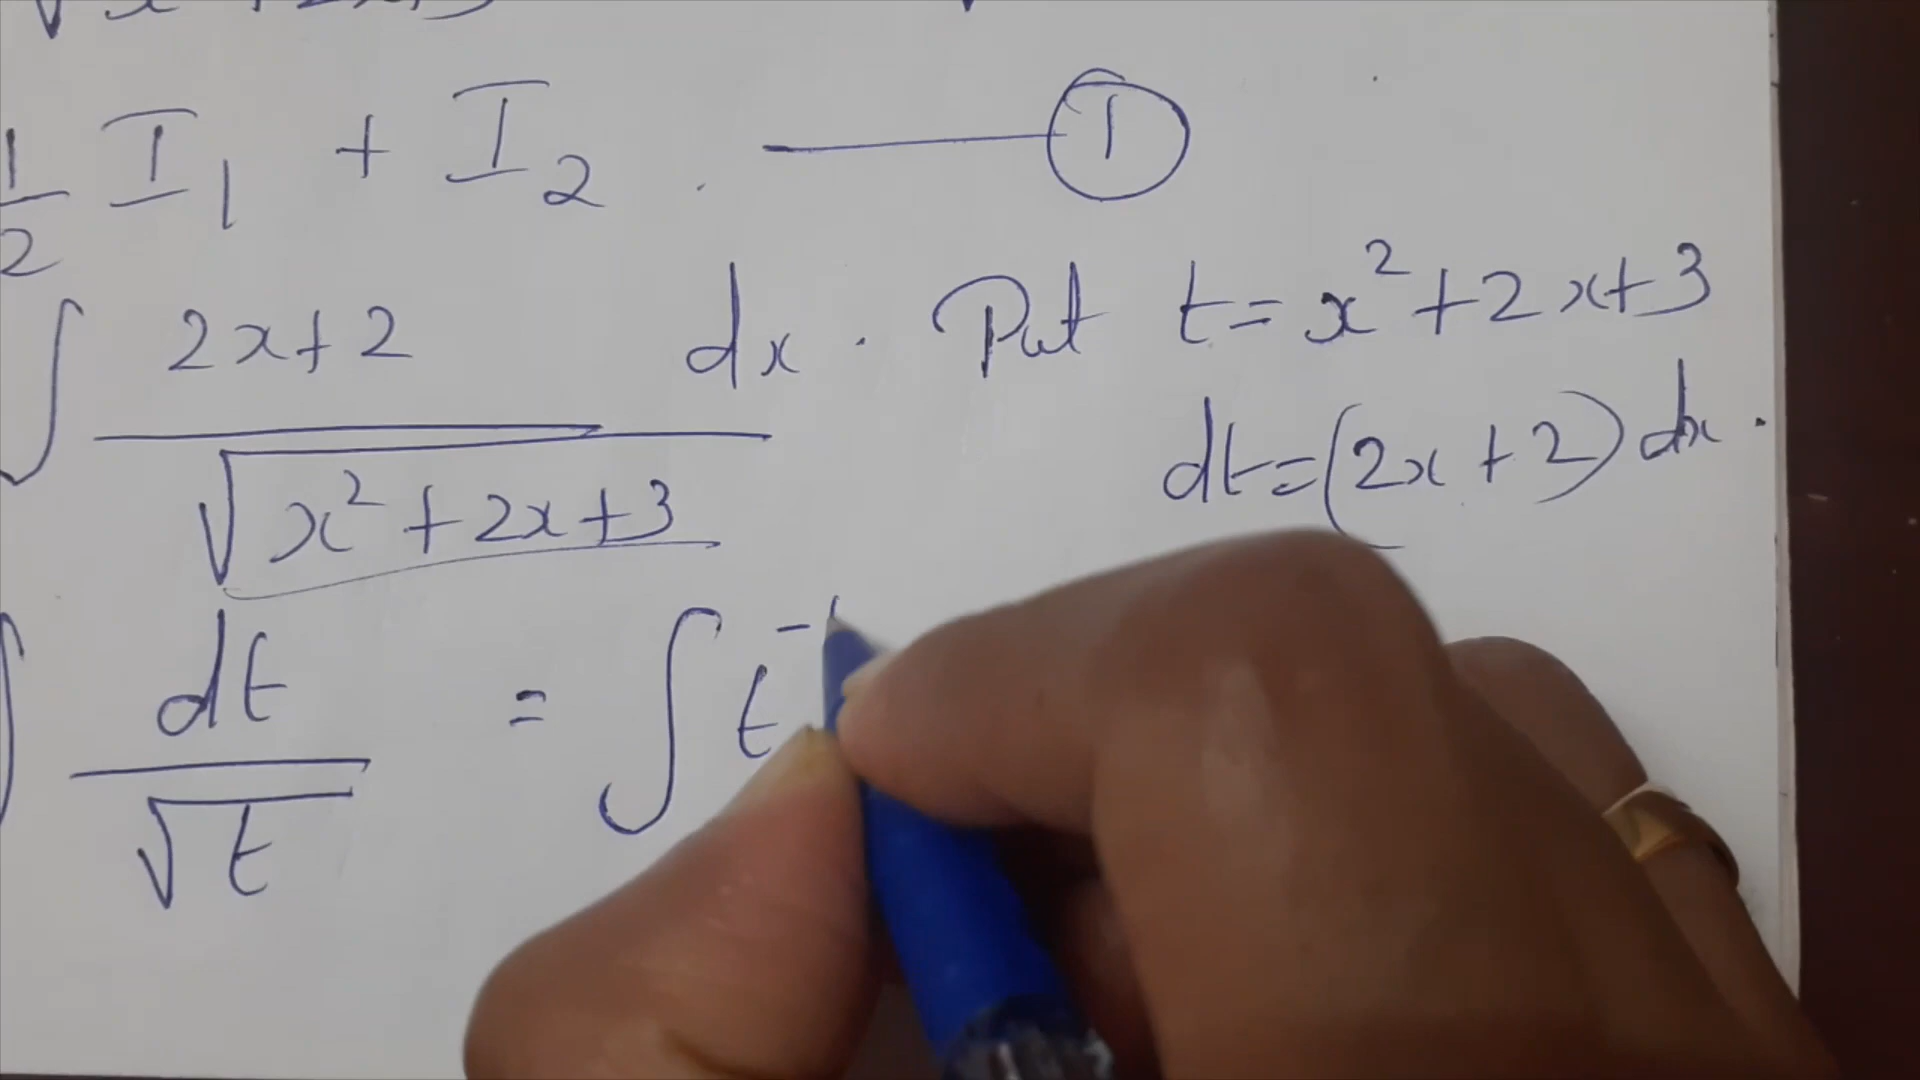 1/2 I₁ + I₂ . —— ①
∫ (2x+2)/√(x²+2x+3) dx . Put t = x²+2x+3
dt = (2x+2) dx .
∫ dt/√t = ∫ t⁻